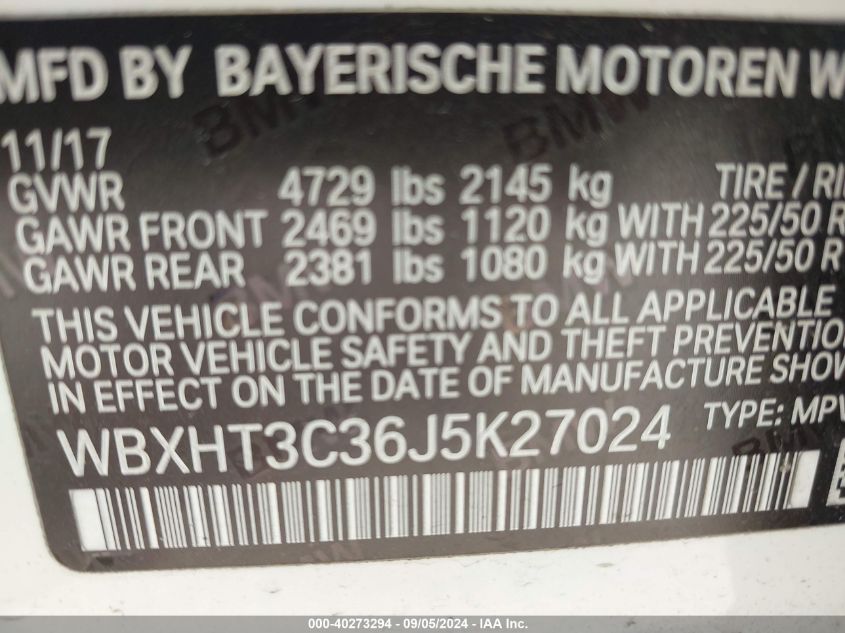 MFD BY BAYERISCHE MOTOREN W
11/17
GVWR 4729 lbs 2145 kg TIRE / RI
GAWR FRONT 2469 lbs 1120 kg WITH 225/50 R
GAWR REAR 2381 lbs 1080 kg WITH 225/50 R
THIS VEHICLE CONFORMS TO ALL APPLICABLE
MOTOR VEHICLE SAFETY AND THEFT PREVENTIO
IN EFFECT ON THE DATE OF MANUFACTURE SHOW
WBXHT3C36J5K27024 TYPE: MPV
000-40273294 - 09/05/2024 - © IAA Inc.